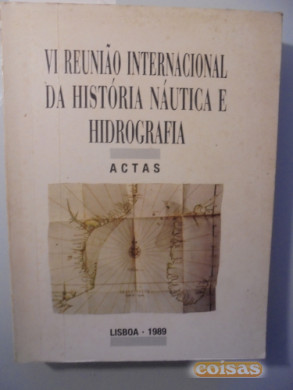 VI REUNIÃO INTERNACIONAL
DA HISTÓRIA NÁUTICA E
HIDROGRAFIA
ACTAS
LISBOA · 1989
coisas